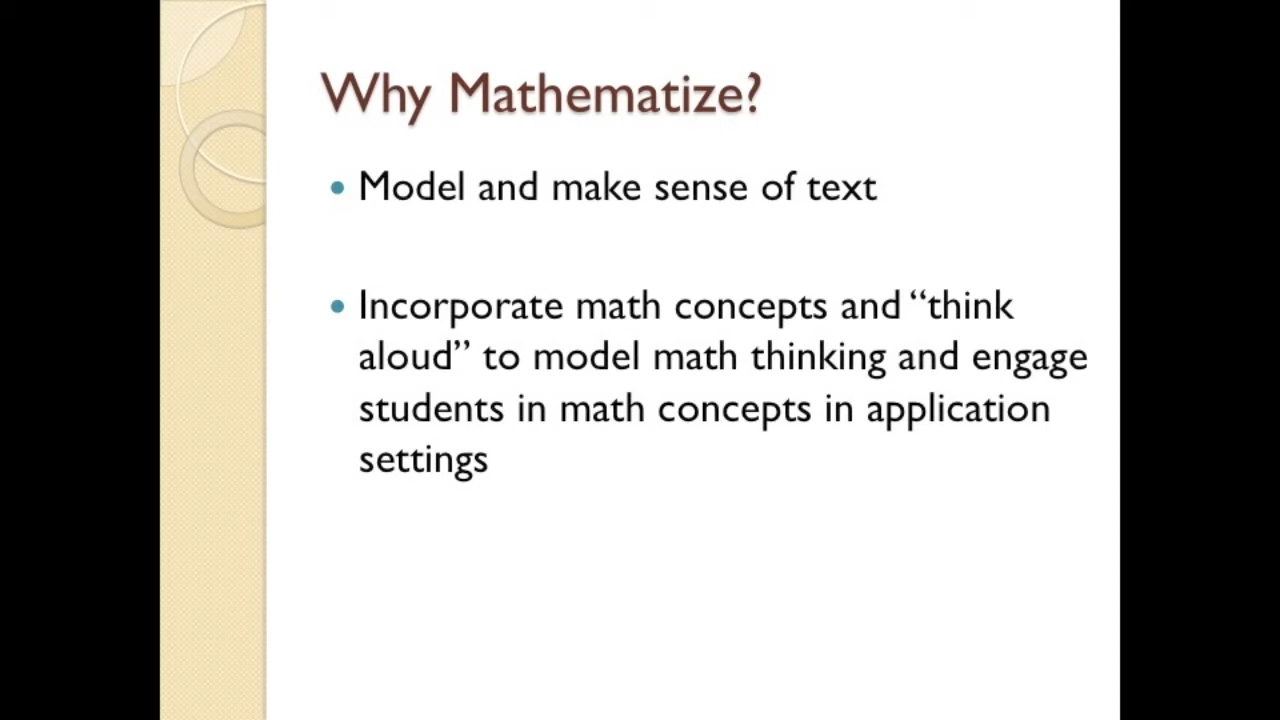 Why Mathematize?
• Model and make sense of text
• Incorporate math concepts and “think
aloud” to model math thinking and engage
students in math concepts in application
settings